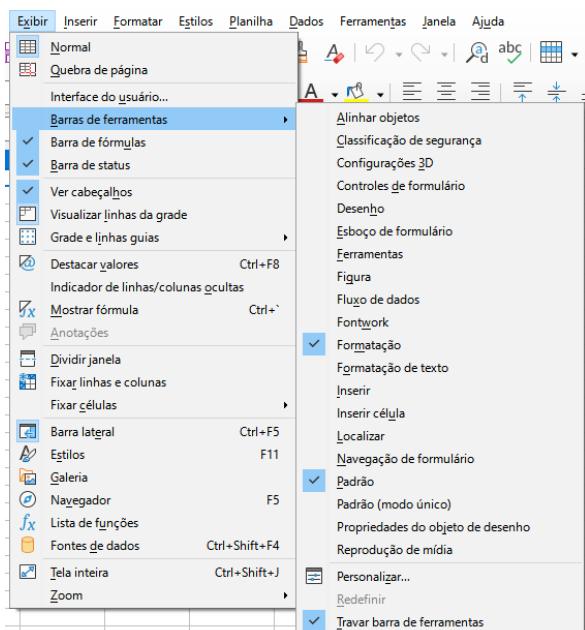 Exibir Inserir Formatar Estilos Planilha Dados Ferramentas Janela Ajuda
Normal
Quebra de página
Interface do usuário...
Barras de ferramentas
Barra de fórmulas
Barra de status
Ver cabeçalhos
Visualizar linhas da grade
Grade e linhas guias
Destacar valores Ctrl+F8
Indicador de linhas/colunas ocultas
Mostrar fórmula Ctrl+`
Anotações
Dividir janela
Fixar linhas e colunas
Fixar células
Barra lateral Ctrl+F5
Estilos F11
Galeria
Navegador F5
Lista de funções
Fontes de dados Ctrl+Shift+F4
Tela inteira Ctrl+Shift+J
Zoom
abc
A
Alinhar objetos
Classificação de segurança
Configurações 3D
Controles de formulário
Desenho
Esboço de formulário
Ferramentas
Figura
Fluxo de dados
Fontwork
Formatação
Formatação de texto
Inserir
Inserir célula
Localizar
Navegação de formulário
Padrão
Padrão (modo único)
Propriedades do objeto de desenho
Reprodução de mídia
Personalizar...
Redefinir
Travar barra de ferramentas